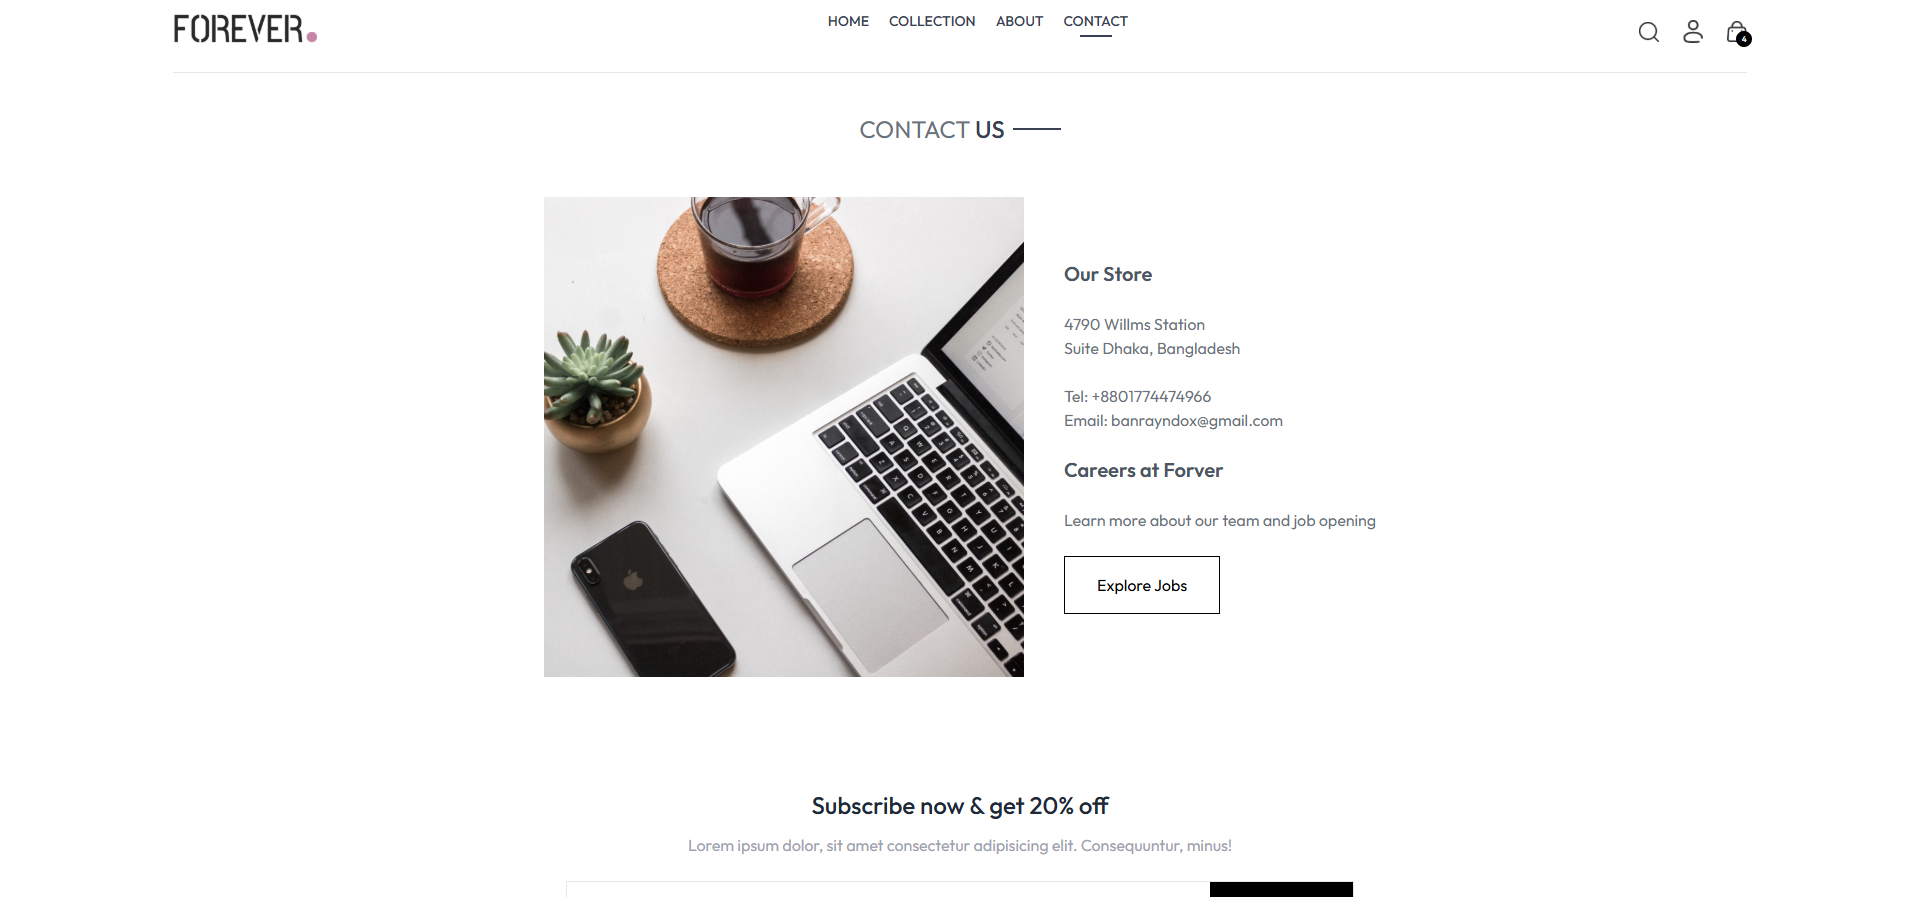 FOREVER.
HOME COLLECTION ABOUT CONTACT
4
CONTACT US
Our Store
4790 Willms Station
Suite Dhaka, Bangladesh
Tel: +8801774474966
Email: banrayndox@gmail.com
Careers at Forver
Learn more about our team and job opening
Explore Jobs
Subscribe now & get 20% off
Lorem ipsum dolor, sit amet consectetur adipisicing elit. Consequuntur, minus!